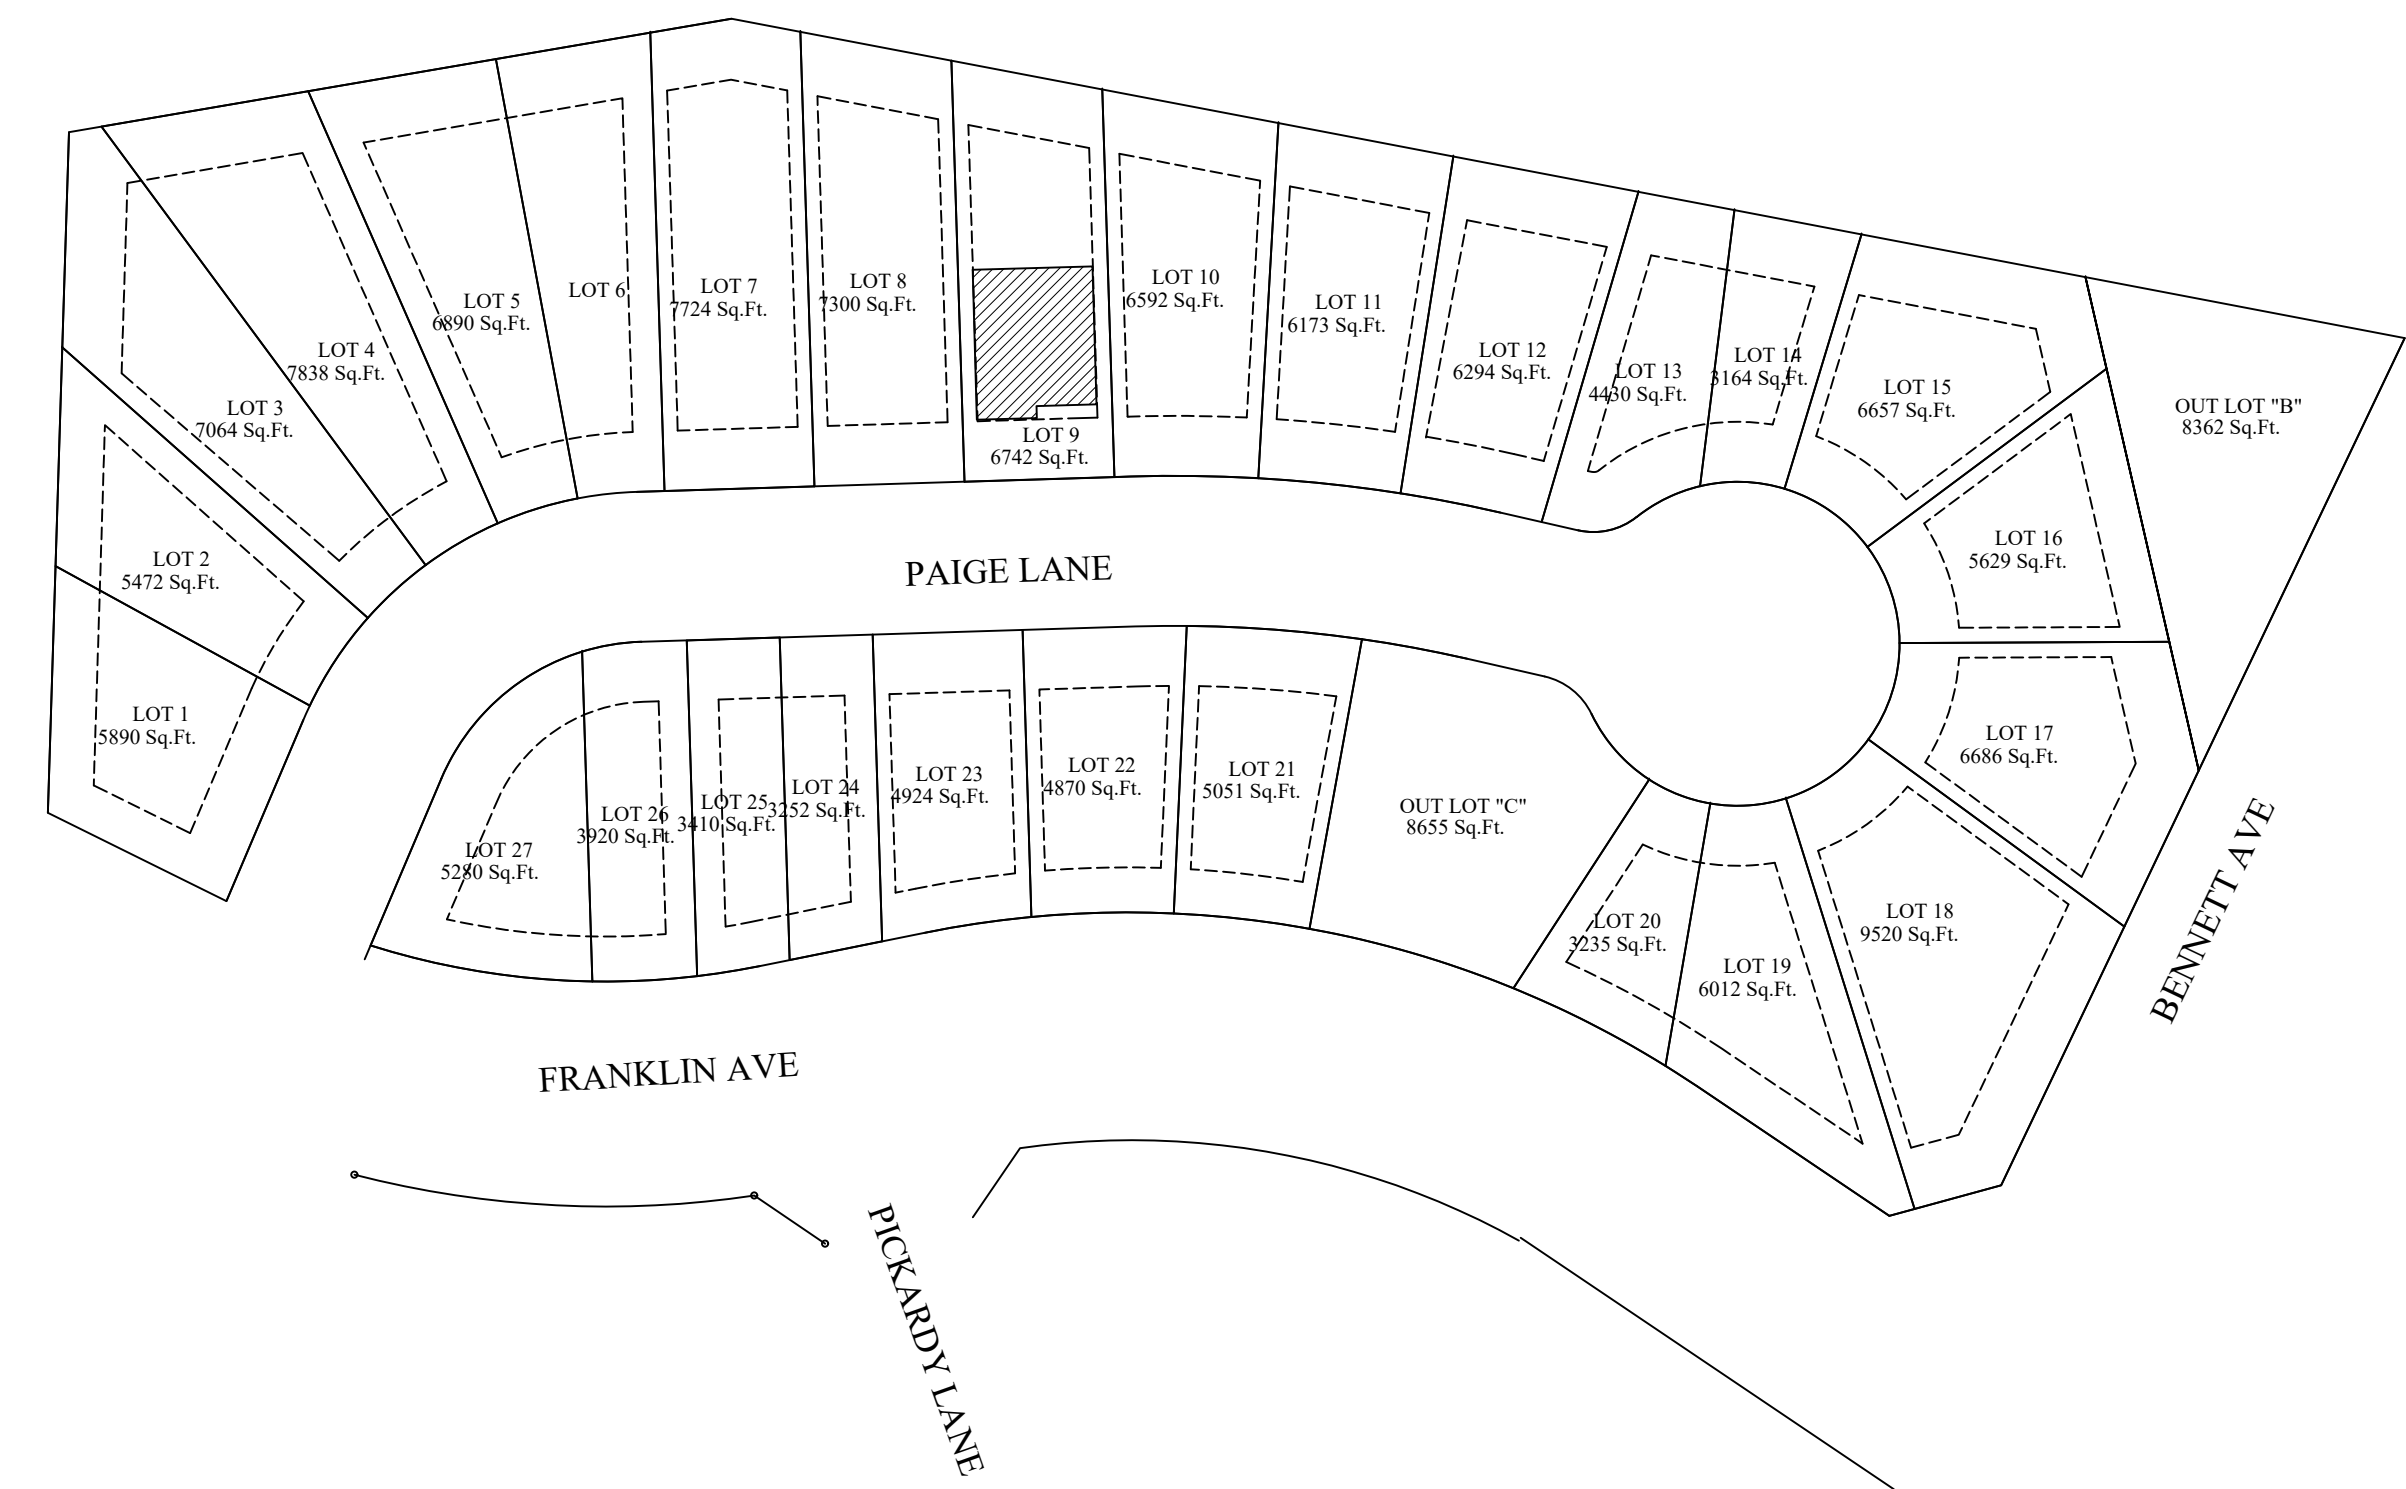 LOT 1
5890 Sq.Ft.
LOT 2
5472 Sq.Ft.
LOT 3
7064 Sq.Ft.
LOT 4
7838 Sq.Ft.
LOT 5
6890 Sq.Ft.
LOT 6
LOT 7
7724 Sq.Ft.
LOT 8
7300 Sq.Ft.
LOT 9
6742 Sq.Ft.
LOT 10
6592 Sq.Ft.
LOT 11
6173 Sq.Ft.
LOT 12
6294 Sq.Ft.
LOT 13
4430 Sq.Ft.
LOT 14
3164 Sq.Ft.
LOT 15
6657 Sq.Ft.
OUT LOT "B"
8362 Sq.Ft.
LOT 16
5629 Sq.Ft.
LOT 17
6686 Sq.Ft.
LOT 18
9520 Sq.Ft.
LOT 19
6012 Sq.Ft.
LOT 20
3235 Sq.Ft.
OUT LOT "C"
8655 Sq.Ft.
LOT 21
5051 Sq.Ft.
LOT 22
4870 Sq.Ft.
LOT 23
4924 Sq.Ft.
LOT 24
3252 Sq.Ft.
LOT 25
3410 Sq.Ft.
LOT 26
3920 Sq.Ft.
LOT 27
5280 Sq.Ft.
PAIGE LANE
BENNETT AVE
FRANKLIN AVE
PICKARDY LANE